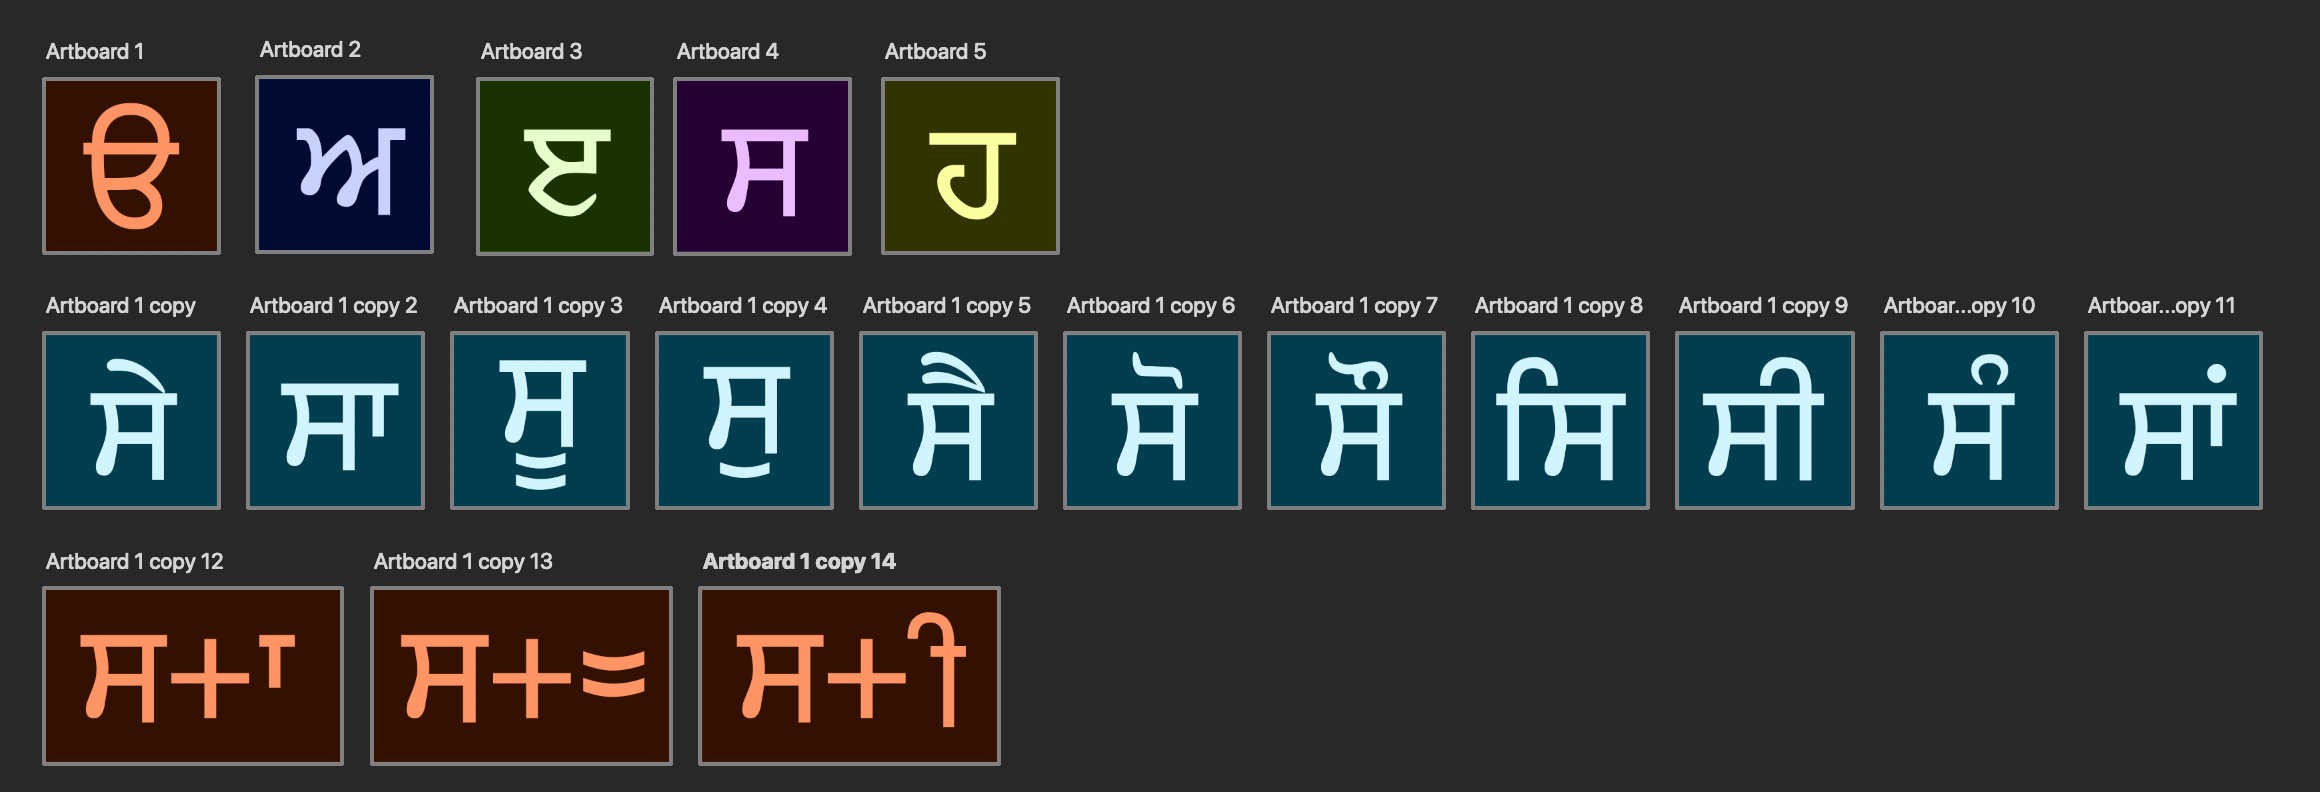 Artboard 1 Artboard 2 Artboard 3 Artboard 4 Artboard 5
ੳ ਅ ੲ ਸ ਹ
Artboard 1 copy Artboard 1 copy 2 Artboard 1 copy 3 Artboard 1 copy 4 Artboard 1 copy 5 Artboard 1 copy 6 Artboard 1 copy 7 Artboard 1 copy 8 Artboard 1 copy 9 Artboar...opy 10 Artboar...opy 11
ਸੇ ਸਾ ਸੂ ਸੁ ਸੈ ਸੋ ਸੌ ਸਿ ਸੀ ਸੰ ਸਾਂ
Artboard 1 copy 12 Artboard 1 copy 13 Artboard 1 copy 14
ਸ+ਾ ਸ+ੂ ਸ+ੀ